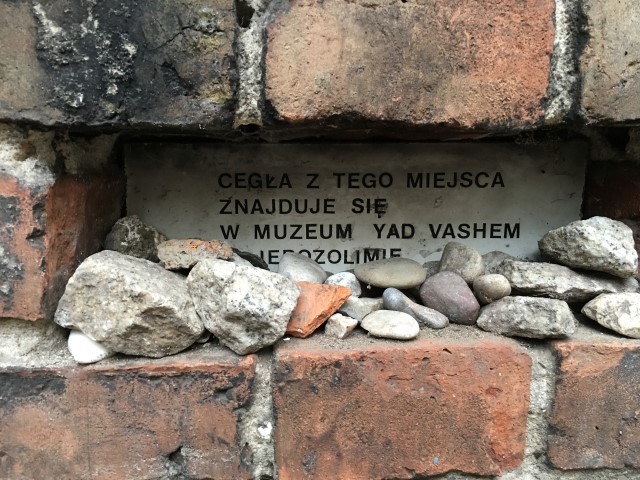 CEGŁA Z TEGO MIEJSCA
ZNAJDUJE SIĘ
W MUZEUM YAD VASHEM
JEROZOLIMIE